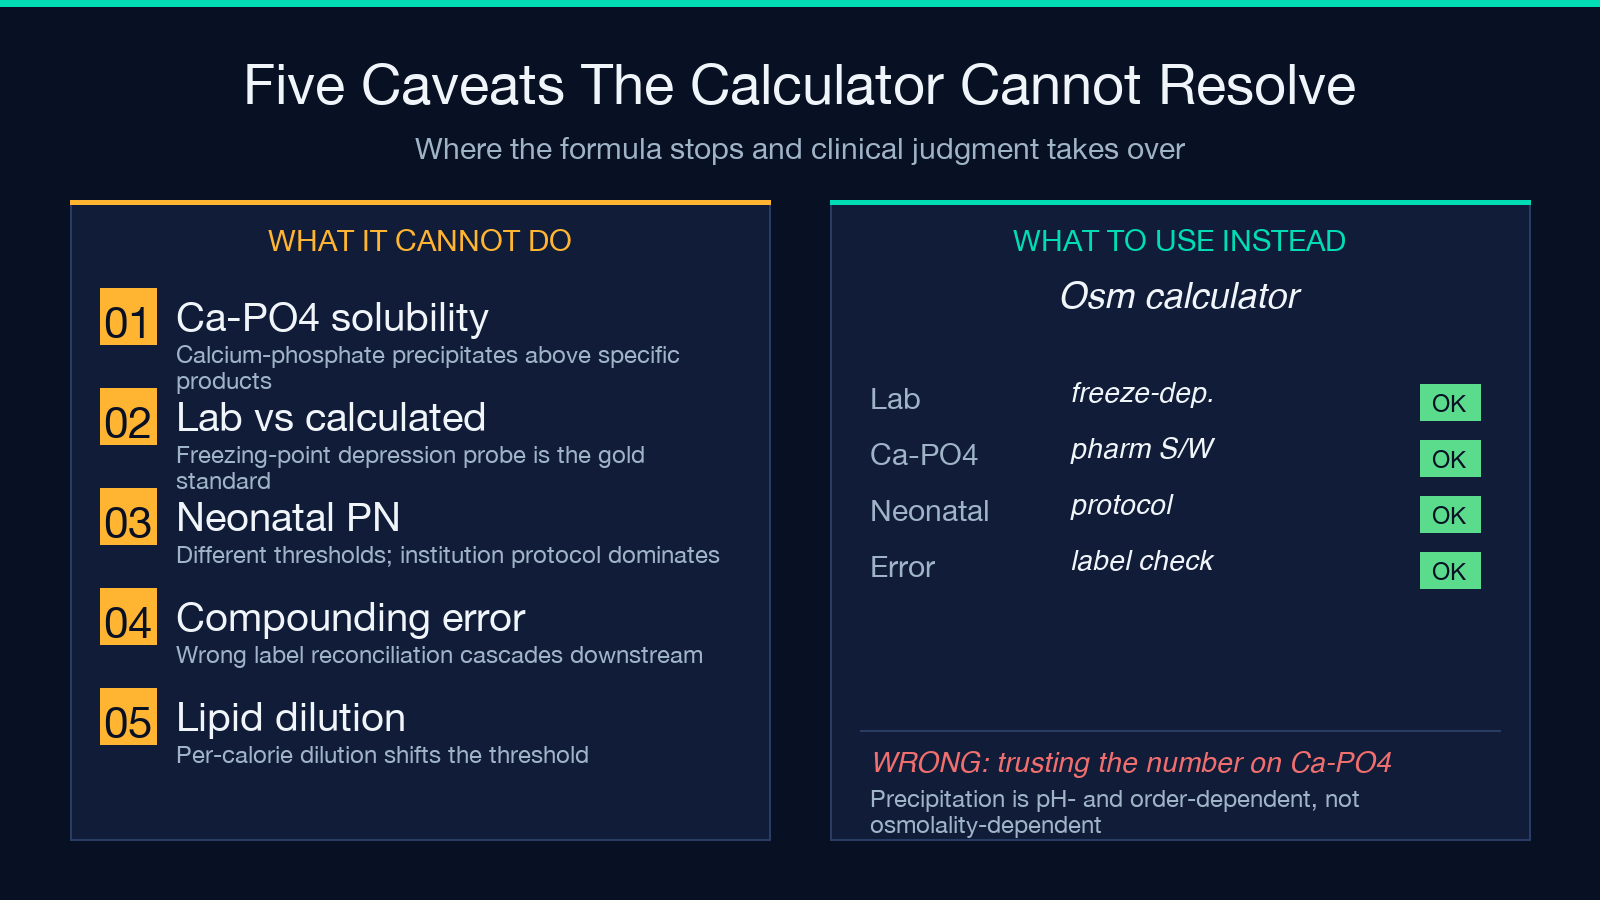 Five Caveats The Calculator Cannot Resolve
Where the formula stops and clinical judgment takes over
WHAT IT CANNOT DO
01
Ca-PO4 solubility
Calcium-phosphate precipitates above specific
products
02
Lab vs calculated
Freezing-point depression probe is the gold
standard
03
Neonatal PN
Different thresholds; institution protocol dominates
04
Compounding error
Wrong label reconciliation cascades downstream
05
Lipid dilution
Per-calorie dilution shifts the threshold
WHAT TO USE INSTEAD
Osm calculator
Lab freeze-dep. OK
Ca-PO4 pharm S/W OK
Neonatal protocol OK
Error label check OK
WRONG: trusting the number on Ca-PO4
Precipitation is pH- and order-dependent, not
osmolality-dependent